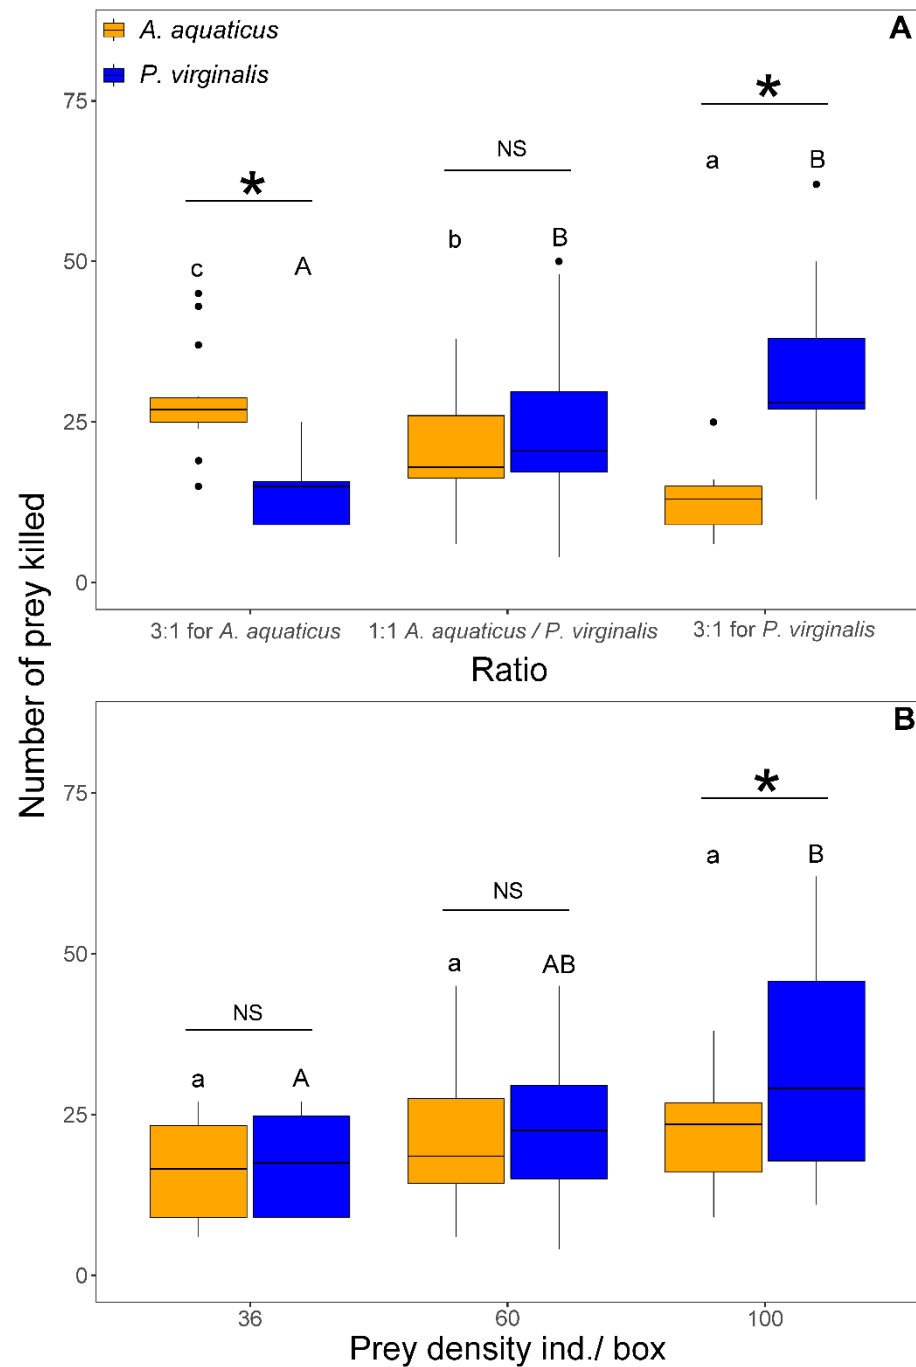 A. aquaticus
P. virginalis
A
75
50
25
0
*
c
A
NS
b
B
*
a
B
3:1 for A. aquaticus
1:1 A. aquaticus / P. virginalis
3:1 for P. virginalis
Ratio
Number of prey killed
B
75
50
25
0
NS
a
A
NS
a
AB
*
a
B
36
60
100
Prey density ind./ box